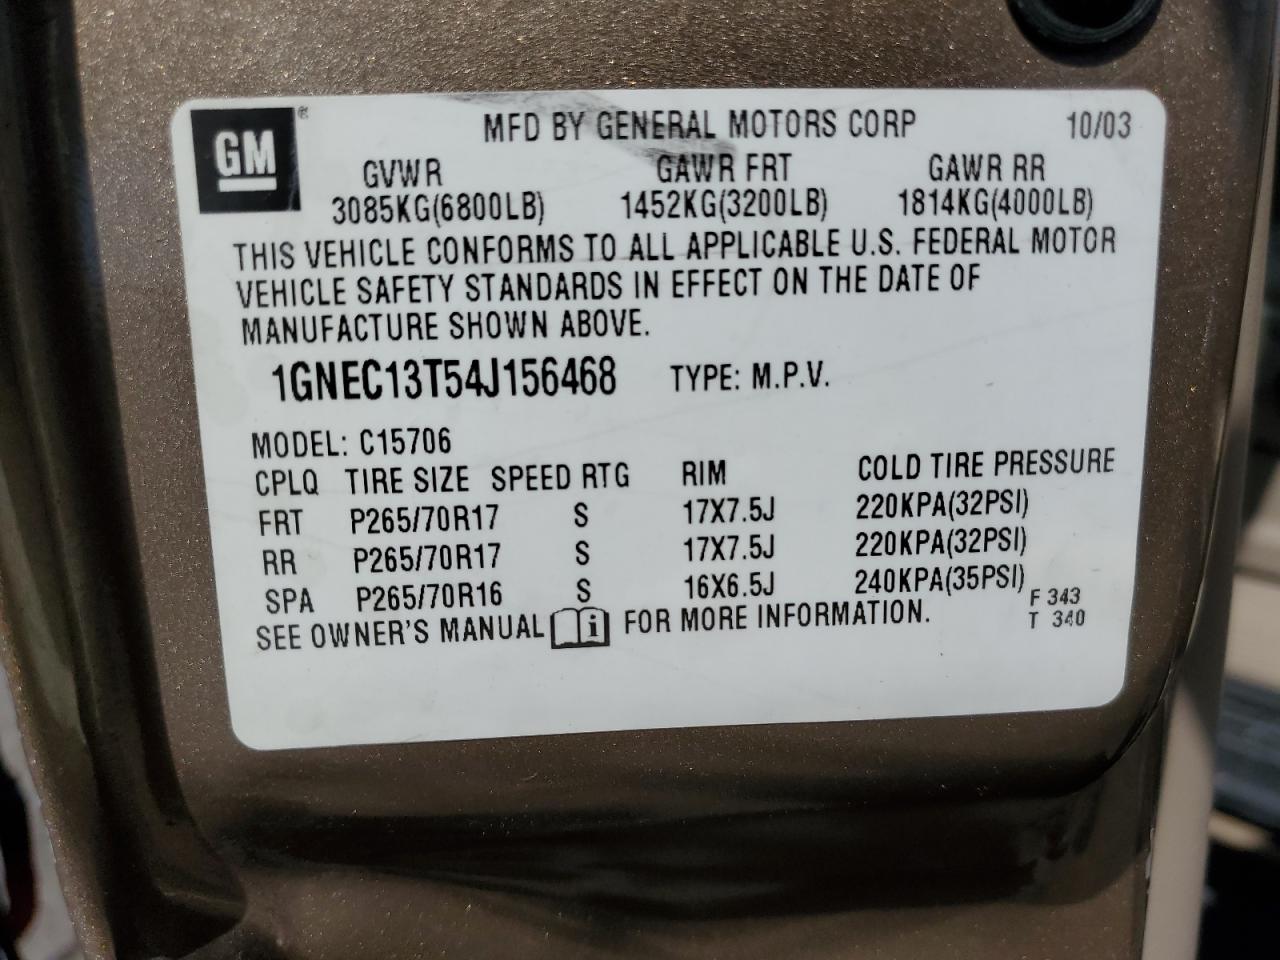 GM ®
MFD BY GENERAL MOTORS CORP 10/03
GVWR GAWR FRT GAWR RR
3085KG(6800LB) 1452KG(3200LB) 1814KG(4000LB)
THIS VEHICLE CONFORMS TO ALL APPLICABLE U.S. FEDERAL MOTOR
VEHICLE SAFETY STANDARDS IN EFFECT ON THE DATE OF
MANUFACTURE SHOWN ABOVE.
1GNEC13T54J156468 TYPE: M.P.V.
MODEL: C15706
CPLQ TIRE SIZE SPEED RTG RIM COLD TIRE PRESSURE
FRT P265/70R17 S 17X7.5J 220KPA(32PSI)
RR P265/70R17 S 17X7.5J 220KPA(32PSI)
SPA P265/70R16 S 16X6.5J 240KPA(35PSI)
SEE OWNER'S MANUAL i FOR MORE INFORMATION.
F 343
T 340